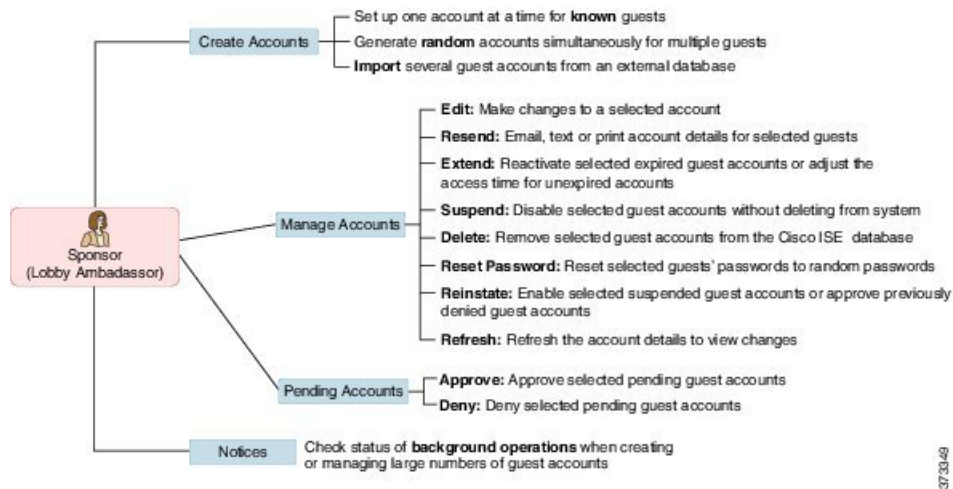 Set up one account at a time for known guests
Create Accounts
Generate random accounts simultaneously for multiple guests
Import several guest accounts from an external database
Edit: Make changes to a selected account
Resend: Email, text or print account details for selected guests
Extend: Reactivate selected expired guest accounts or adjust the
access time for unexpired accounts
Sponsor
(Lobby Ambadassor)
Manage Accounts
Suspend: Disable selected guest accounts without deleting from system
Delete: Remove selected guest accounts from the Cisco ISE database
Reset Password: Reset selected guests' passwords to random passwords
Reinstate: Enable selected suspended guest accounts or approve previously
denied guest accounts
Refresh: Refresh the account details to view changes
Pending Accounts
Approve: Approve selected pending guest accounts
Deny: Deny selected pending guest accounts
Notices
Check status of background operations when creating
or managing large numbers of guest accounts
373349